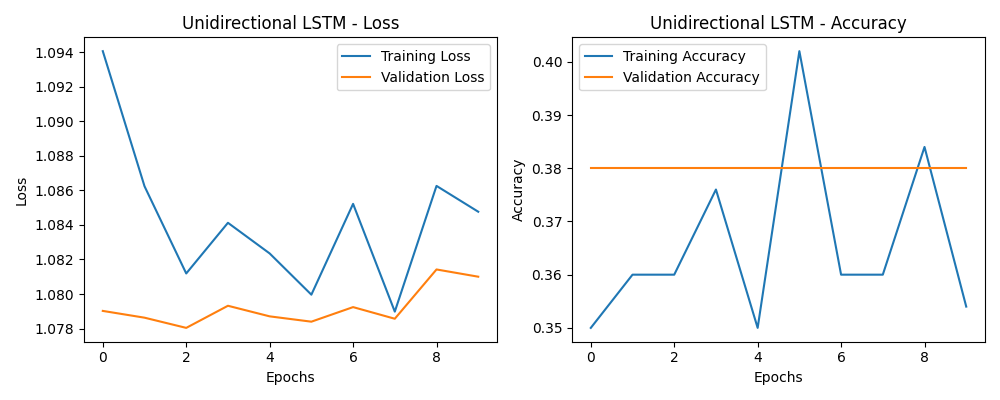 Unidirectional LSTM - Loss
Training Loss
Validation Loss
1.094
1.092
1.090
1.088
1.086
1.084
1.082
1.080
1.078
Loss
0 2 4 6 8
Epochs
Unidirectional LSTM - Accuracy
Training Accuracy
Validation Accuracy
0.40
0.39
0.38
0.37
0.36
0.35
Accuracy
0 2 4 6 8
Epochs